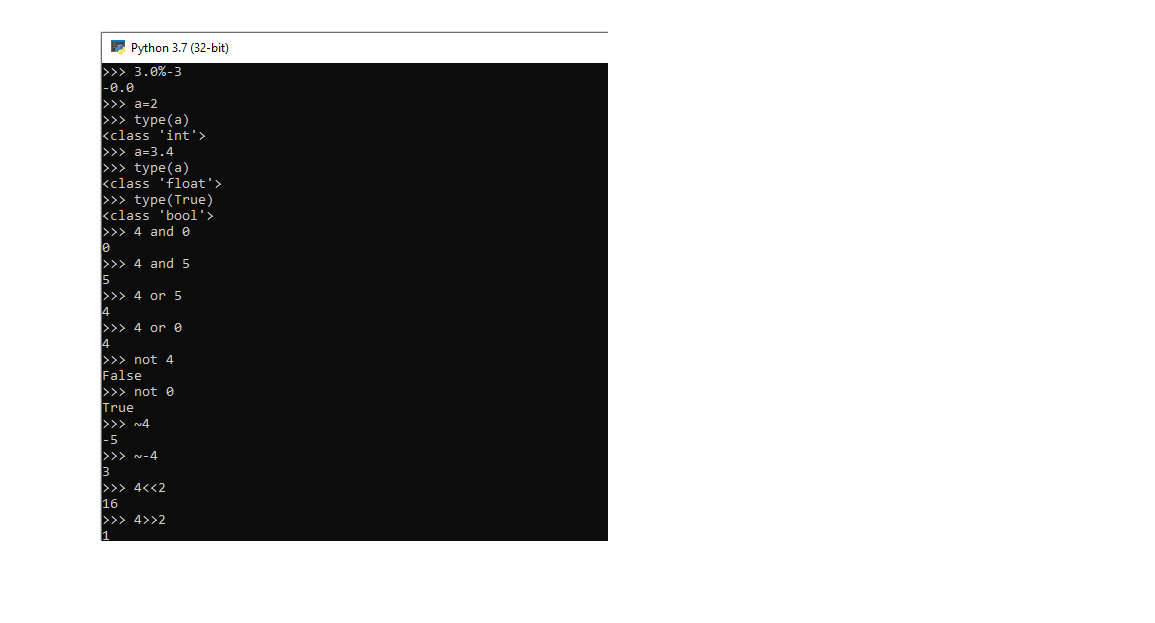 Python 3.7 (32-bit)
>>> 3.0%-3
-0.0
>>> a=2
>>> type(a)
<class 'int'>
>>> a=3.4
>>> type(a)
<class 'float'>
>>> type(True)
<class 'bool'>
>>> 4 and 0
0
>>> 4 and 5
5
>>> 4 or 5
4
>>> 4 or 0
4
>>> not 4
False
>>> not 0
True
>>> ~4
-5
>>> ~-4
3
>>> 4<<2
16
>>> 4>>2
1